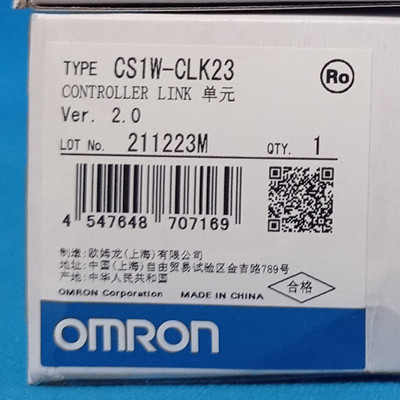 TYPE CS1W-CLK23
Ro
CONTROLLER LINK 单元
Ver. 2.0
LOT No. 211223M QTY. 1
4 547648 707169
制造: 欧姆龙(上海)有限公司
地址: 中国(上海)自由贸易试验区金吉路789号
产地: 中华人民共和国
OMRON Corporation MADE IN CHINA
合格
OMRON